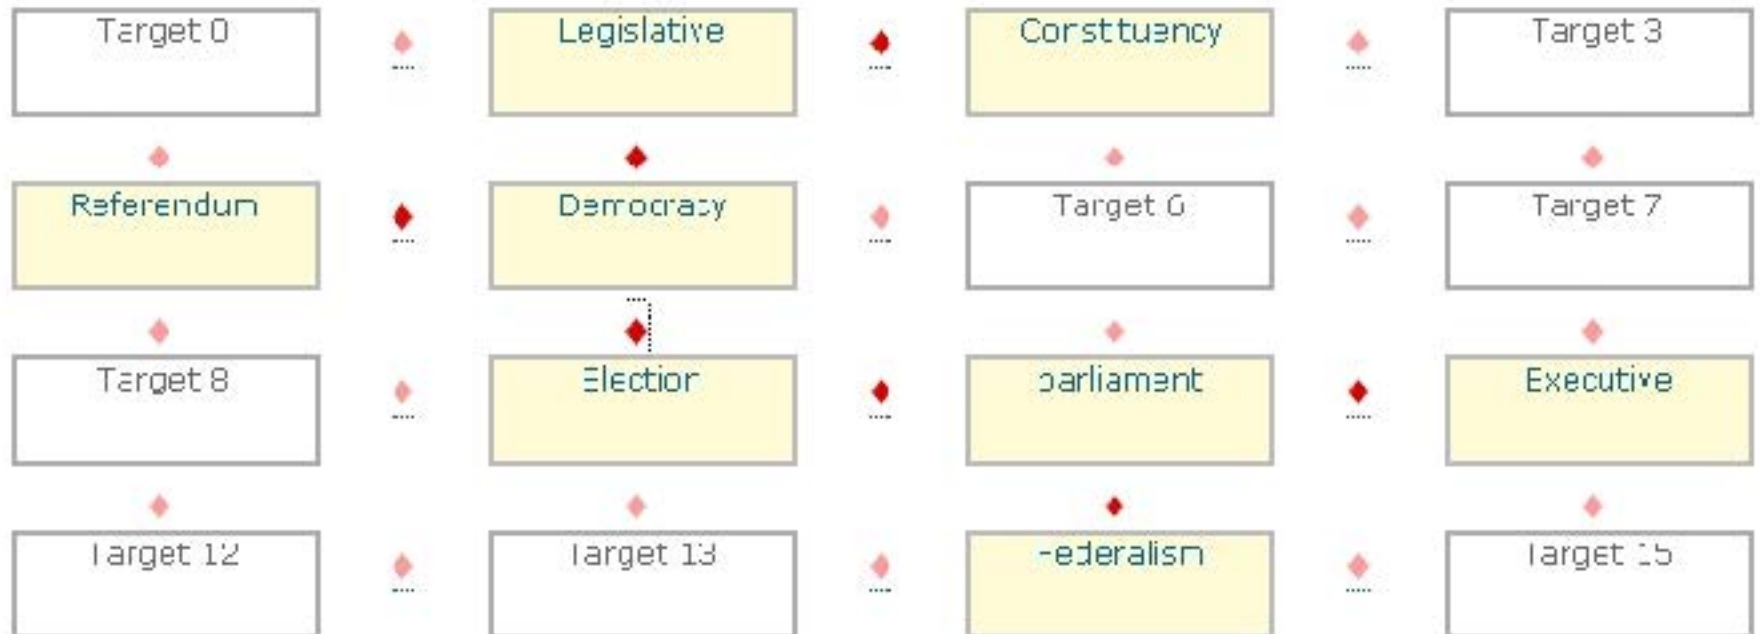 Target 0 Legislative Constituency Target 3
Referendum Democracy Target 6 Target 7
Target 8 Election parliament Executive
Target 12 Target 13 Federalism Target 15